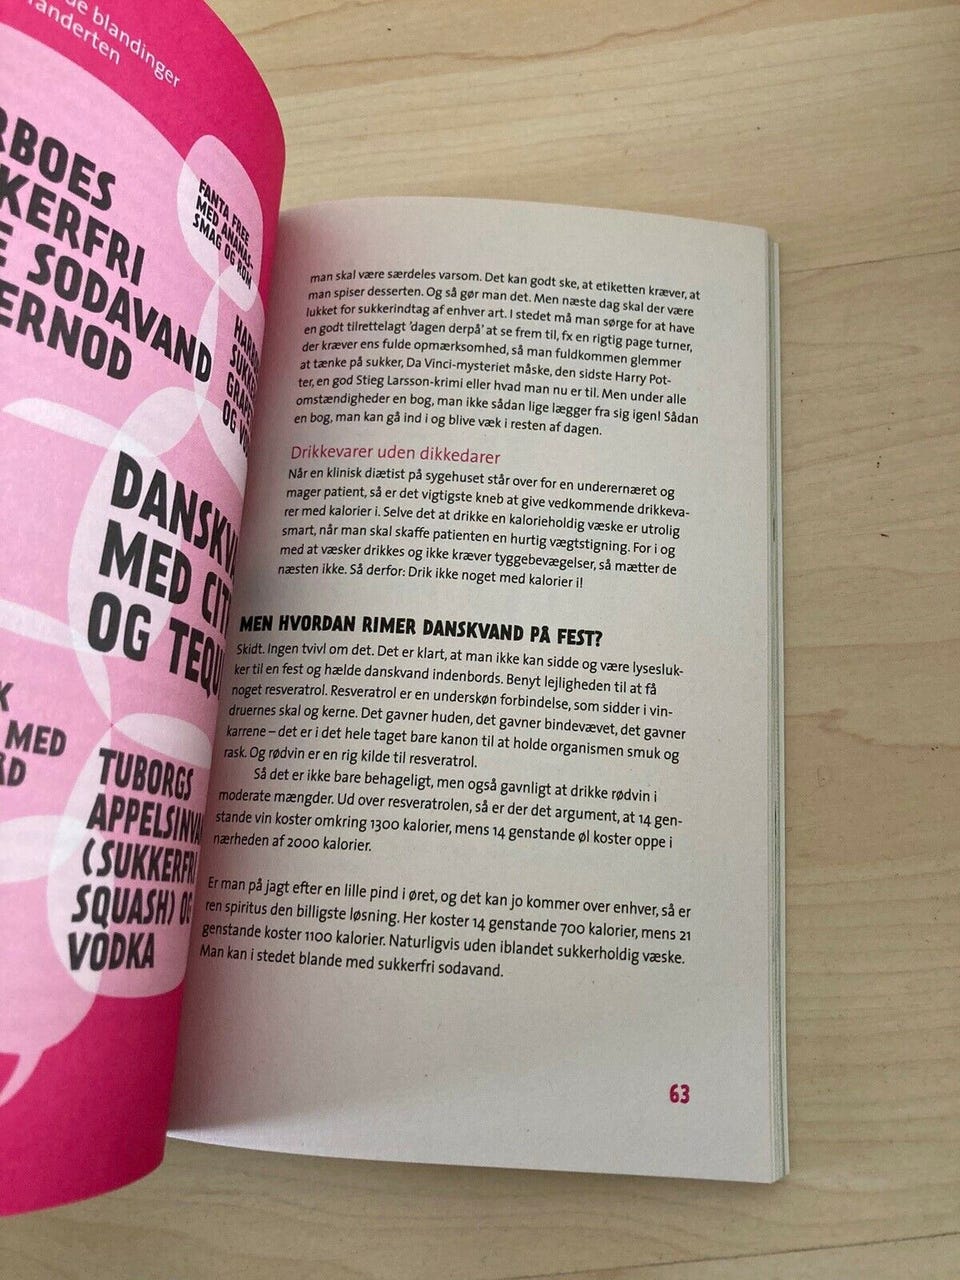 de blandinger
anderten
RBOES
KERFRI
E SODAVAND
ERNOD
FANTA FREE
MED ANANAS-
SMAG OG ROM
SUKKE
GRAPE
OG VO
DANSKVA
MED CIT
OG TEQU
K
MED
AD
TUBORGS
APPELSINVA
(SUKKERFRI
SQUASH) OG
VODKA
man skal være særdeles varsom. Det kan godt ske, at etiketten kræver, at
man spiser desserten. Og så gør man det. Men næste dag skal der være
lukket for sukkerindtag af enhver art. I stedet må man sørge for at have
en godt tilrettelagt 'dagen derpå' at se frem til, fx en rigtig page turner,
der kræver ens fulde opmærksomhed, så man fuldkommen glemmer
at tænke på sukker, Da Vinci-mysteriet måske, den sidste Harry Pot-
ter, en god Stieg Larsson-krimi eller hvad man nu er til. Men under alle
omstændigheder en bog, man ikke sådan lige lægger fra sig igen! Sådan
en bog, man kan gå ind i og blive væk i resten af dagen.
Drikkevarer uden dikkedarer
Når en klinisk diætist på sygehuset står over for en underernæret og
mager patient, så er det vigtigste kneb at give vedkommende drikkeva-
rer med kalorier i. Selve det at drikke en kalorieholdig væske er utrolig
smart, når man skal skaffe patienten en hurtig vægtstigning. For i og
med at væsker drikkes og ikke kræver tyggebevægelser, så mætter de
næsten ikke. Så derfor: Drik ikke noget med kalorier i!
MEN HVORDAN RIMER DANSKVAND PÅ FEST?
Skidt. Ingen tvivl om det. Det er klart, at man ikke kan sidde og være lysesluk-
ker til en fest og hælde danskvand indenbords. Benyt lejligheden til at få
noget resveratrol. Resveratrol er en underskøn forbindelse, som sidder i vin-
druernes skal og kerne. Det gavner huden, det gavner bindevævet, det gavner
karrene – det er i det hele taget bare kanon til at holde organismen smuk og
rask. Og rødvin er en rig kilde til resveratrol.
Så det er ikke bare behageligt, men også gavnligt at drikke rødvin i
moderate mængder. Ud over resveratrolen, så er der det argument, at 14 gen-
stande vin koster omkring 1300 kalorier, mens 14 genstande øl koster oppe i
nærheden af 2000 kalorier.
Er man på jagt efter en lille pind i øret, og det kan jo kommer over enhver, så er
ren spiritus den billigste løsning. Her koster 14 genstande 700 kalorier, mens 21
genstande koster 1100 kalorier. Naturligvis uden iblandet sukkerholdig væske.
Man kan i stedet blande med sukkerfri sodavand.
63